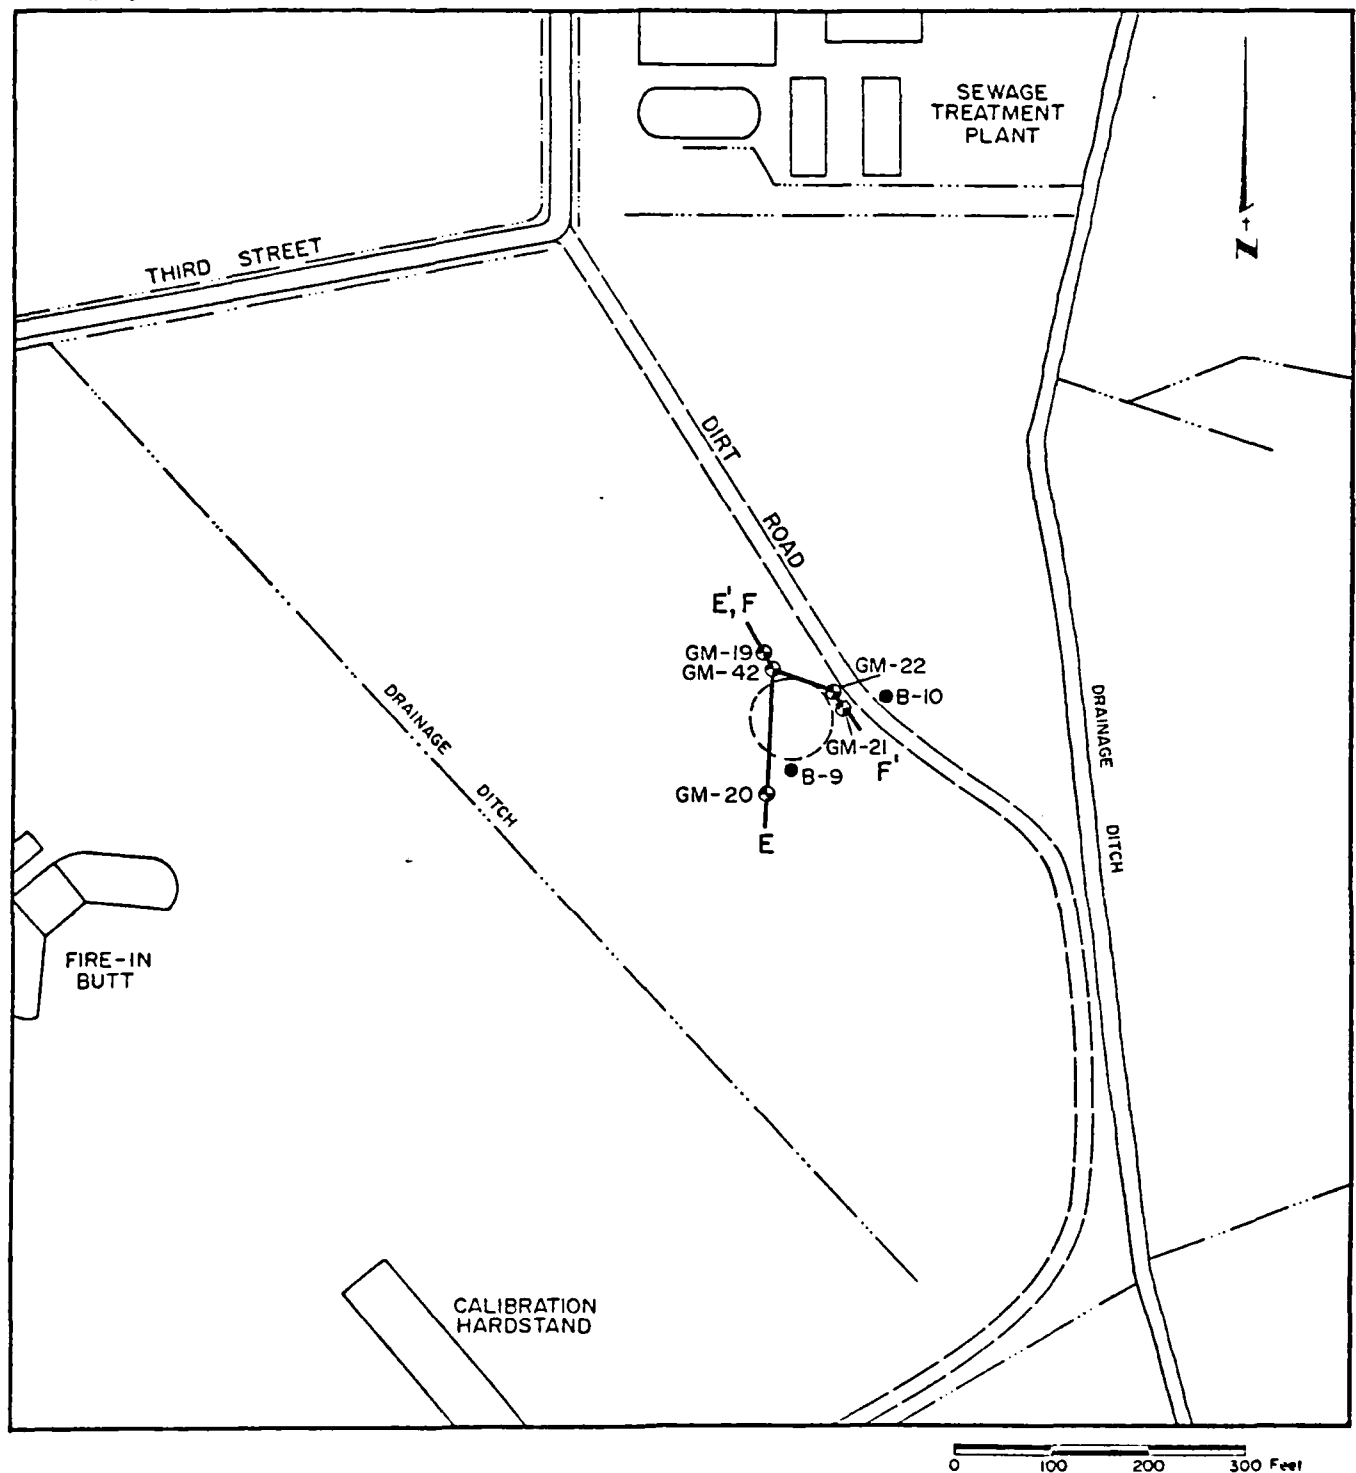 SEWAGE
TREATMENT
PLANT
N
THIRD STREET
DIRT ROAD
E', F
GM-19
GM-42
GM-22
B-10
GM-21
F'
B-9
GM-20
E
DRAINAGE DITCH
DRAINAGE DITCH
FIRE-IN
BUTT
CALIBRATION
HARDSTAND
0 100 200 300 Feet